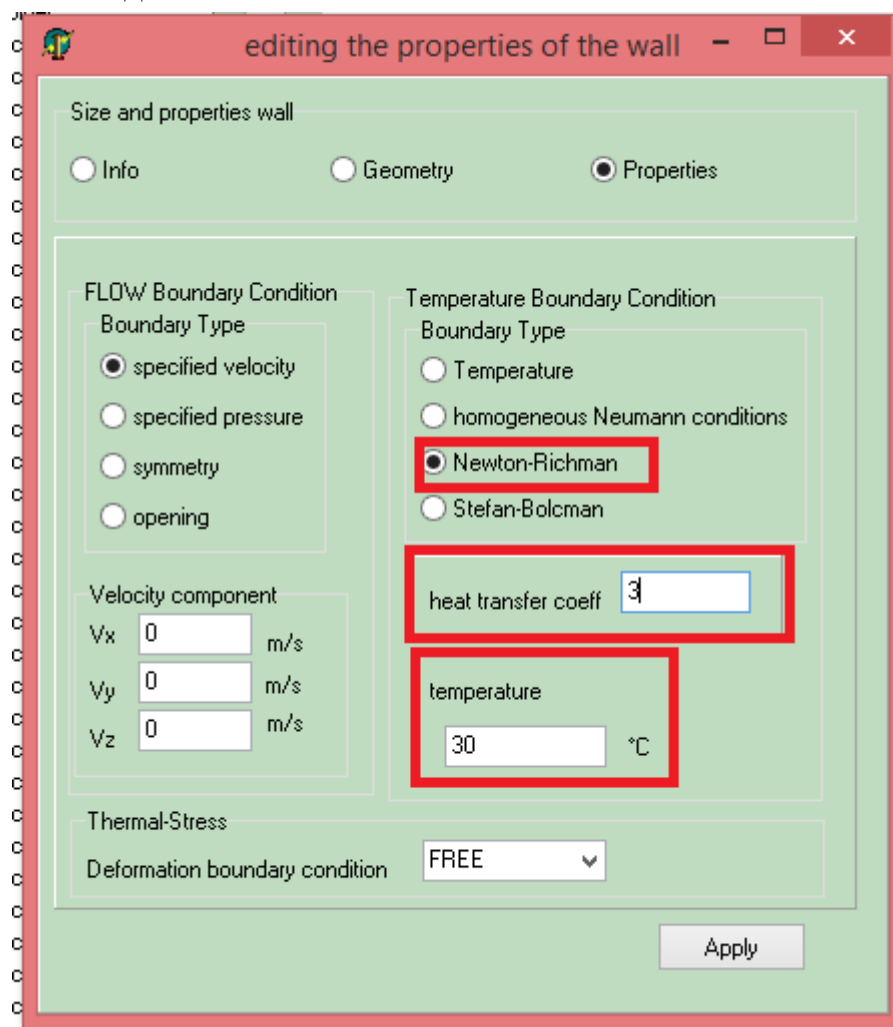 editing the properties of the wall
Size and properties wall
Info Geometry Properties
FLOW Boundary Condition
Boundary Type
specified velocity
specified pressure
symmetry
opening
Velocity component
Vx 0 m/s
Vy 0 m/s
Vz 0 m/s
Temperature Boundary Condition
Boundary Type
Temperature
homogeneous Neumann conditions
Newton-Richman
Stefan-Bolcman
heat transfer coeff 3
temperature
30 °C
Thermal-Stress
Deformation boundary condition FREE
Apply